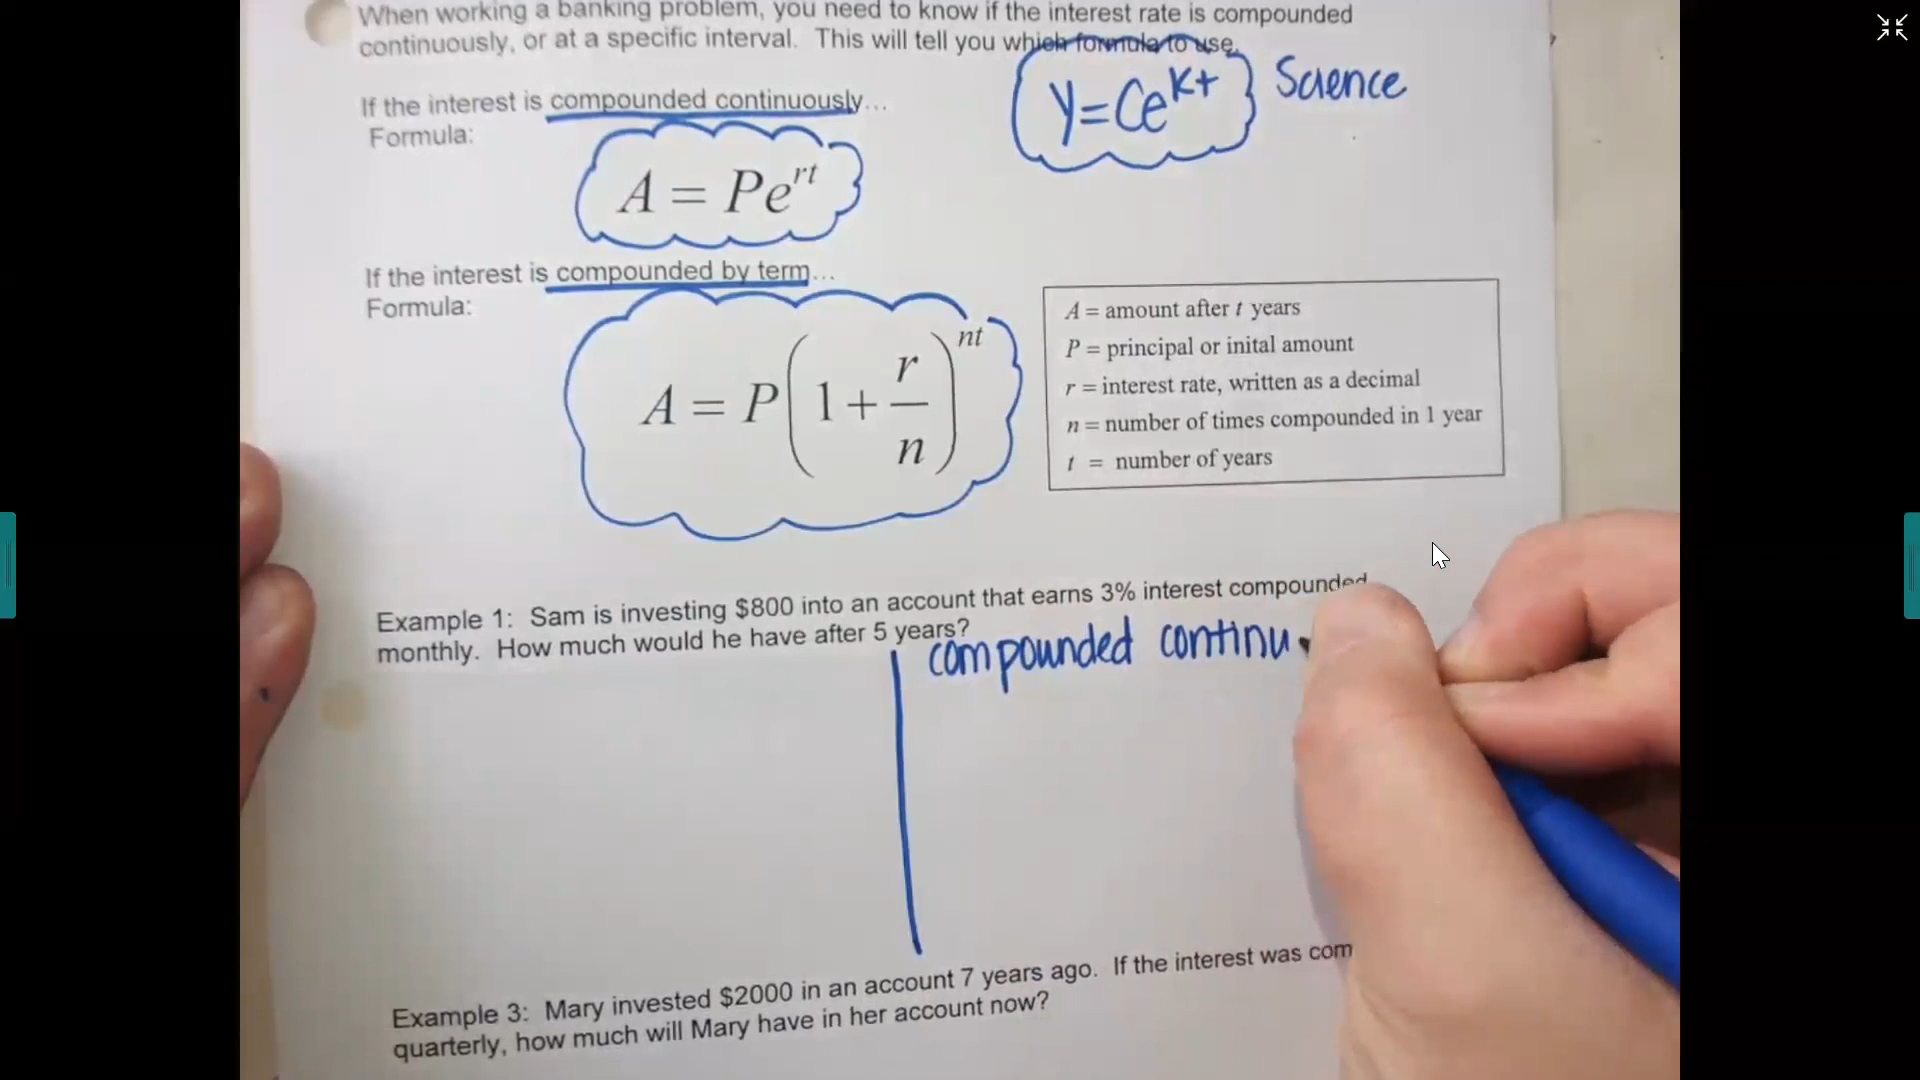 When working a banking problem, you need to know if the interest rate is compounded
continuously, or at a specific interval. This will tell you which formula to use.
y=Ce^kt Science
If the interest is compounded continuously...
Formula:
A = Pe^rt
If the interest is compounded by term...
Formula:
A = P(1 + r/n)^nt
A = amount after t years
P = principal or inital amount
r = interest rate, written as a decimal
n = number of times compounded in 1 year
t = number of years
Example 1: Sam is investing $800 into an account that earns 3% interest compounded
monthly. How much would he have after 5 years?
compounded continu
Example 3: Mary invested $2000 in an account 7 years ago. If the interest was com
quarterly, how much will Mary have in her account now?